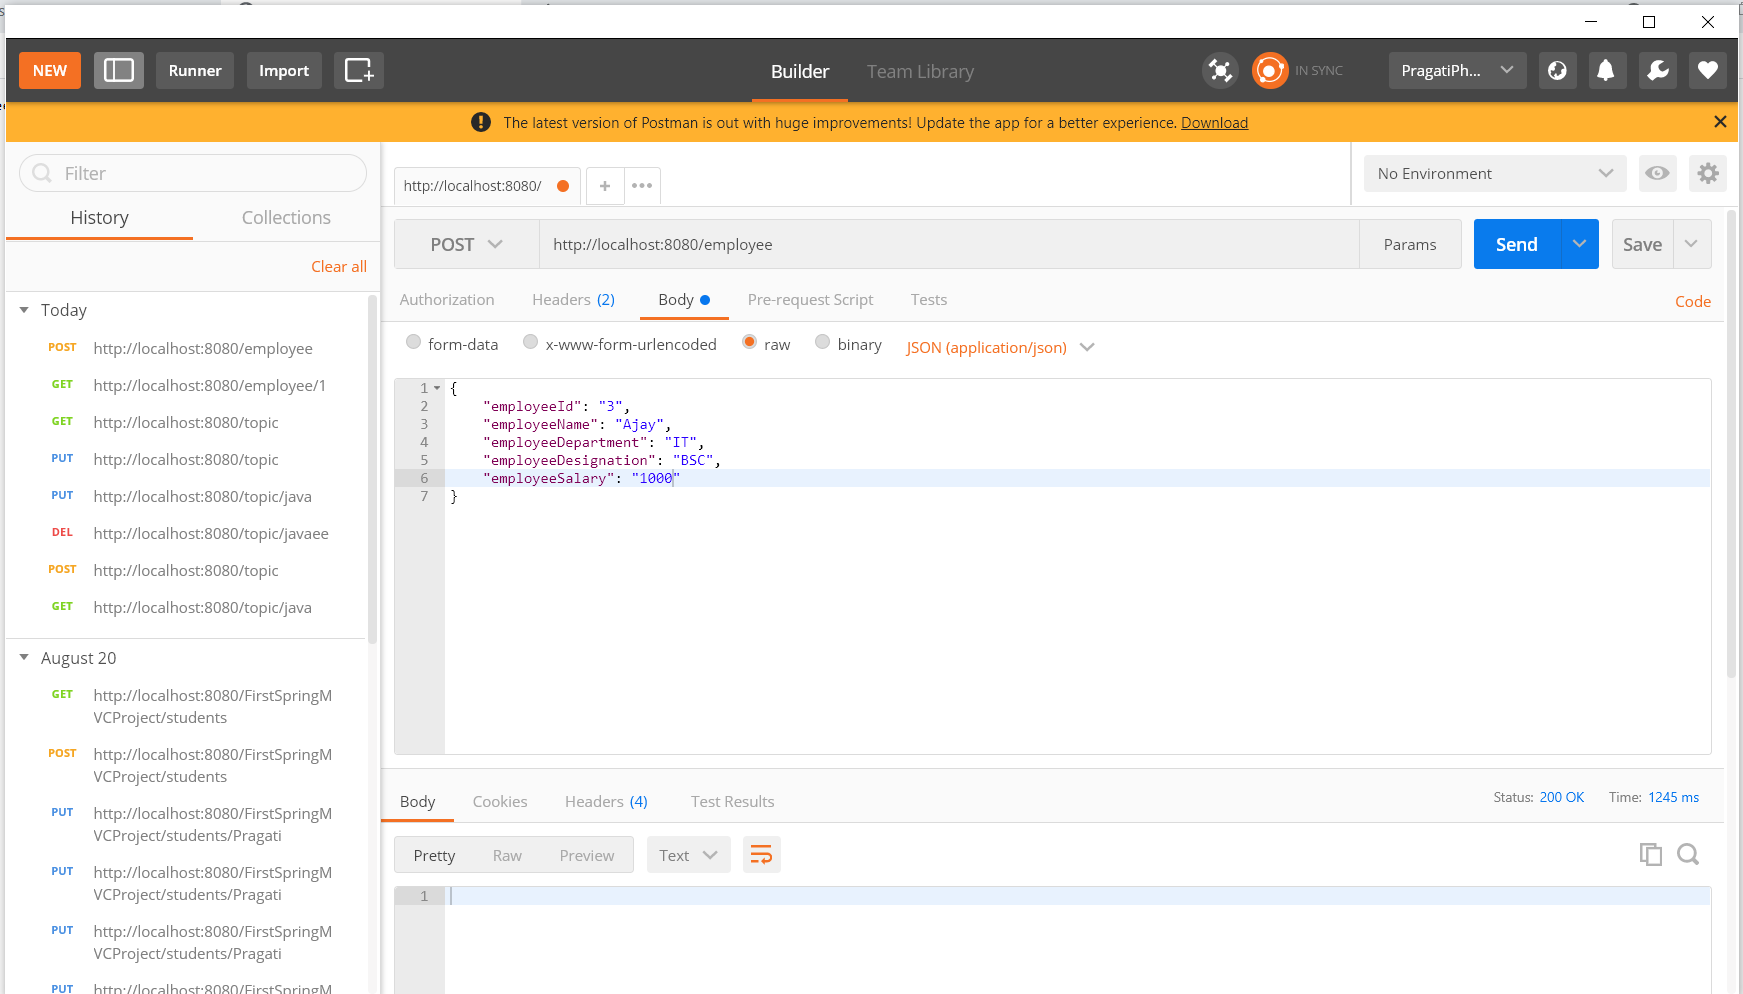 NEW
Runner
Import
Builder
Team Library
IN SYNC
PragatiPh...
The latest version of Postman is out with huge improvements! Update the app for a better experience. Download
Filter
History
Collections
Clear all
Today
POST http://localhost:8080/employee
GET http://localhost:8080/employee/1
GET http://localhost:8080/topic
PUT http://localhost:8080/topic
PUT http://localhost:8080/topic/java
DEL http://localhost:8080/topic/javaee
POST http://localhost:8080/topic
GET http://localhost:8080/topic/java
August 20
GET http://localhost:8080/FirstSpringM
VCProject/students
POST http://localhost:8080/FirstSpringM
VCProject/students
PUT http://localhost:8080/FirstSpringM
VCProject/students/Pragati
PUT http://localhost:8080/FirstSpringM
VCProject/students/Pragati
PUT http://localhost:8080/FirstSpringM
VCProject/students/Pragati
PUT http://localhost:8080/FirstSpringM
http://localhost:8080/
No Environment
POST
http://localhost:8080/employee
Params
Send
Save
Authorization
Headers (2)
Body
Pre-request Script
Tests
Code
form-data
x-www-form-urlencoded
raw
binary
JSON (application/json)
1 {
2 "employeeId": "3",
3 "employeeName": "Ajay",
4 "employeeDepartment": "IT",
5 "employeeDesignation": "BSC",
6 "employeeSalary": "1000"
7 }
Body
Cookies
Headers (4)
Test Results
Status: 200 OK
Time: 1245 ms
Pretty
Raw
Preview
Text
1